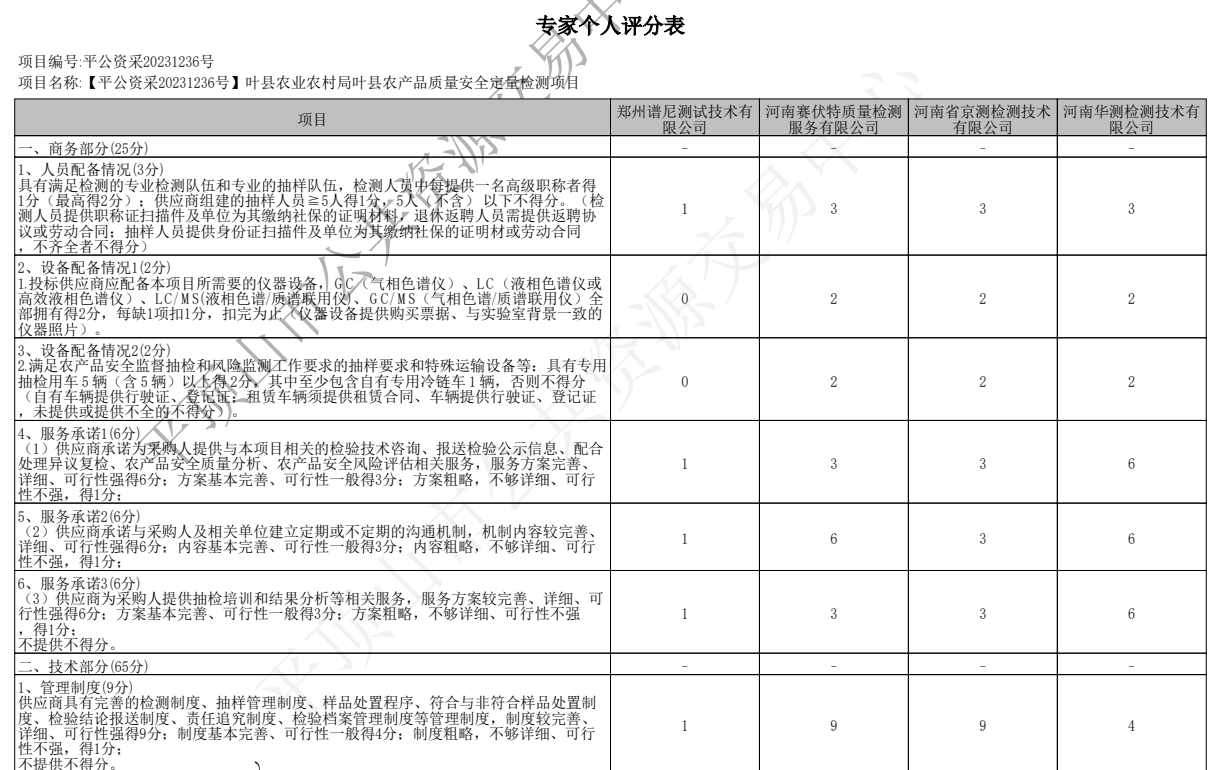 专家个人评分表
项目编号:平公资采20231236号
项目名称:【平公资采20231236号】叶县农业农村局叶县农产品质量安全定量检测项目
项目 郑州谱尼测试技术有限公司 河南赛伏特质量检测服务有限公司 河南省京测检测技术有限公司 河南华测检测技术有限公司
一、商务部分(25分) - - - -
1、人员配备情况(3分)
具有满足检测的专业检测队伍和专业的抽样队伍，检测人员中每提供一名高级职称者得
1分（最高得2分）；供应商组建的抽样人员≧5人得1分，5人（不含）以下不得分。（检
测人员提供职称证扫描件及单位为其缴纳社保的证明材料，退休返聘人员需提供返聘协
议或劳动合同；抽样人员提供身份证扫描件及单位为其缴纳社保的证明材或劳动合同
，不齐全者不得分）
1 3 3 3
2、设备配备情况1(2分)
1.投标供应商应配备本项目所需要的仪器设备，GC（气相色谱仪）、LC（液相色谱仪或
高效液相色谱仪）、LC/MS(液相色谱/质谱联用仪)、GC/MS（气相色谱/质谱联用仪）全
部拥有得2分，每缺1项扣1分，扣完为止（仪器设备提供购买票据、与实验室背景一致的
仪器照片）。
0 2 2 2
3、设备配备情况2(2分)
2.满足农产品安全监督抽检和风险监测工作要求的抽样要求和特殊运输设备等：具有专用
抽检用车5辆（含5辆）以上得2分，其中至少包含自有专用冷链车1辆，否则不得分
（自有车辆提供行驶证、登记证；租赁车辆须提供租赁合同、车辆提供行驶证、登记证
，未提供或提供不全的不得分）。
0 2 2 2
4、服务承诺1(6分)
（1）供应商承诺为采购人提供与本项目相关的检验技术咨询、报送检验公示信息、配合
处理异议复检、农产品安全质量分析、农产品安全风险评估相关服务，服务方案完善、
详细、可行性强得6分；方案基本完善、可行性一般得3分；方案粗略，不够详细、可行
性不强，得1分；
1 3 3 6
5、服务承诺2(6分)
（2）供应商承诺与采购人及相关单位建立定期或不定期的沟通机制，机制内容较完善、
详细、可行性强得6分；内容基本完善、可行性一般得3分；内容粗略，不够详细、可行
性不强，得1分；
1 6 3 6
6、服务承诺3(6分)
（3）供应商为采购人提供抽检培训和结果分析等相关服务，服务方案较完善、详细、可
行性强得6分；方案基本完善、可行性一般得3分；方案粗略，不够详细、可行性不强
，得1分；
不提供不得分。
1 3 3 6
二、技术部分(65分) - - - -
1、管理制度(9分)
供应商具有完善的检测制度、抽样管理制度、样品处置程序、符合与非符合样品处置制
度、检验结论报送制度、责任追究制度、检验档案管理制度等管理制度，制度较完善、
详细、可行性强得9分；制度基本完善、可行性一般得4分；制度粗略，不够详细、可行
性不强，得1分；
不提供不得分。
1 9 9 4
平顶山市公共资源交易中
平顶山市公共资源交易中心